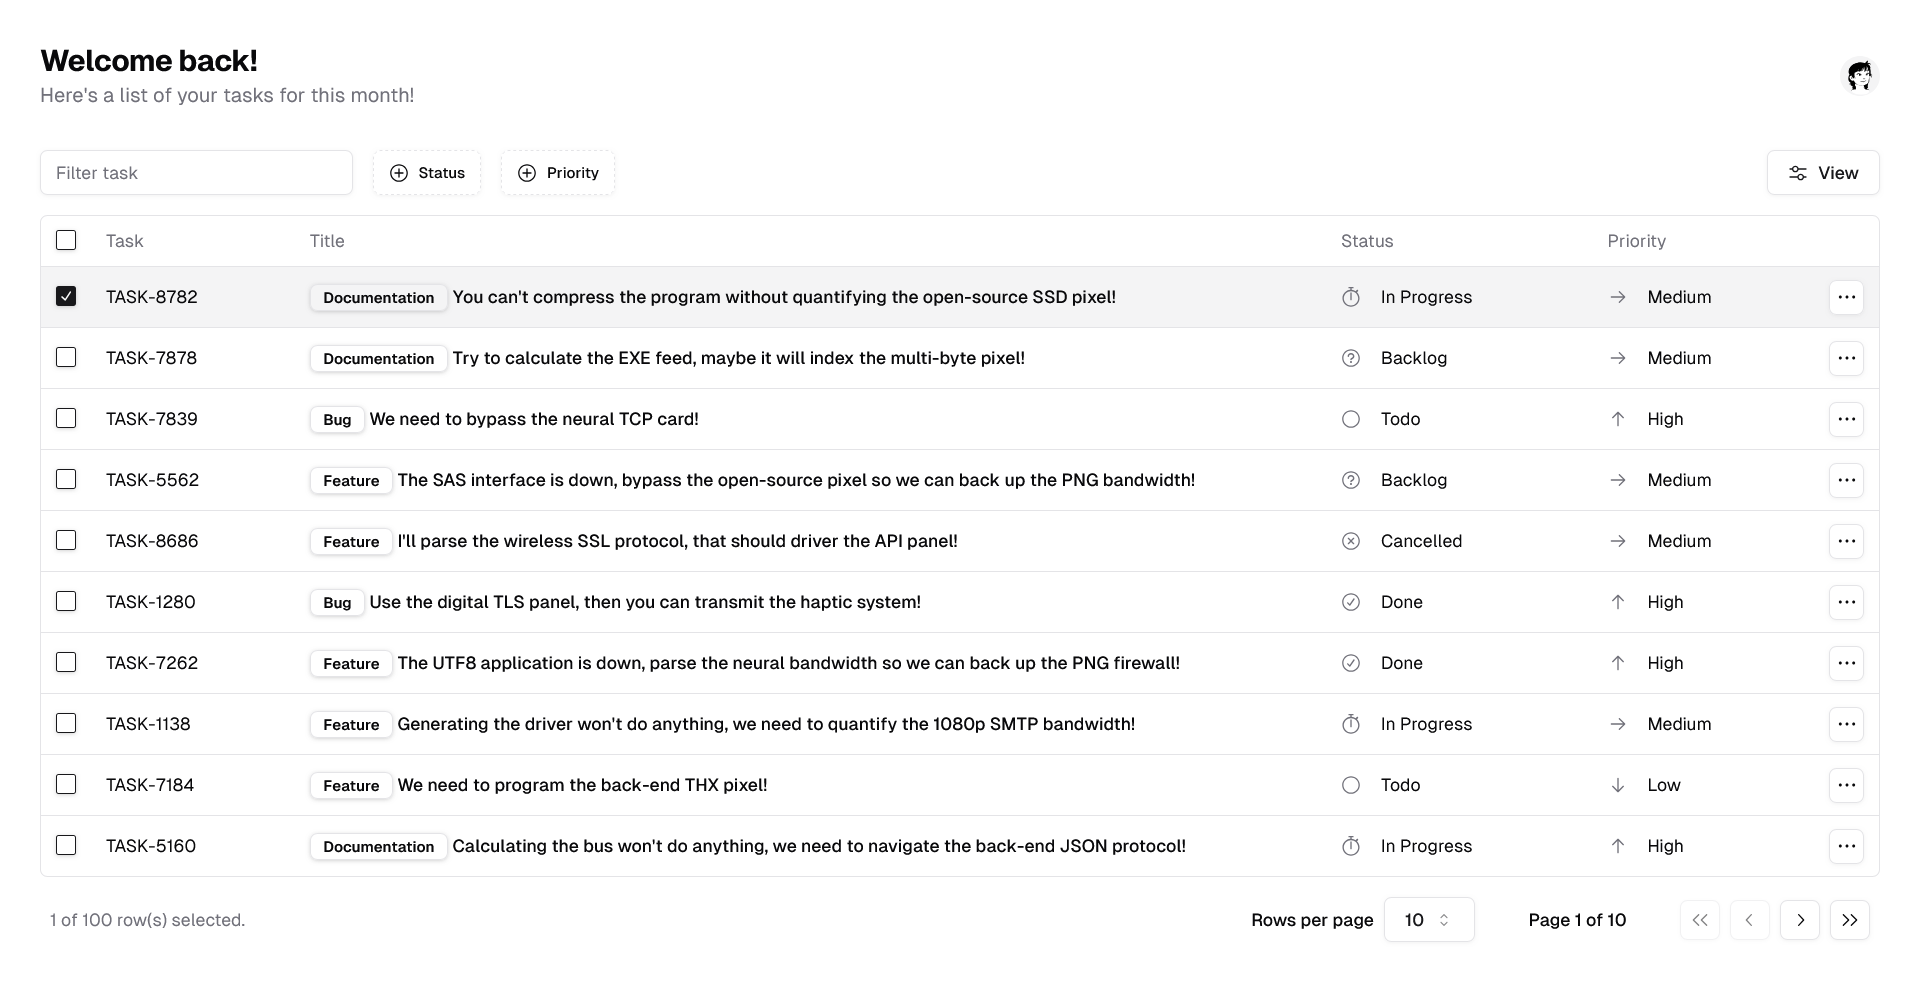 Welcome back!
Here's a list of your tasks for this month!
Filter task Status Priority View
Task Title Status Priority
TASK-8782 Documentation You can't compress the program without quantifying the open-source SSD pixel! In Progress Medium
TASK-7878 Documentation Try to calculate the EXE feed, maybe it will index the multi-byte pixel! Backlog Medium
TASK-7839 Bug We need to bypass the neural TCP card! Todo High
TASK-5562 Feature The SAS interface is down, bypass the open-source pixel so we can back up the PNG bandwidth! Backlog Medium
TASK-8686 Feature I'll parse the wireless SSL protocol, that should driver the API panel! Cancelled Medium
TASK-1280 Bug Use the digital TLS panel, then you can transmit the haptic system! Done High
TASK-7262 Feature The UTF8 application is down, parse the neural bandwidth so we can back up the PNG firewall! Done High
TASK-1138 Feature Generating the driver won't do anything, we need to quantify the 1080p SMTP bandwidth! In Progress Medium
TASK-7184 Feature We need to program the back-end THX pixel! Todo Low
TASK-5160 Documentation Calculating the bus won't do anything, we need to navigate the back-end JSON protocol! In Progress High
1 of 100 row(s) selected. Rows per page 10 Page 1 of 10